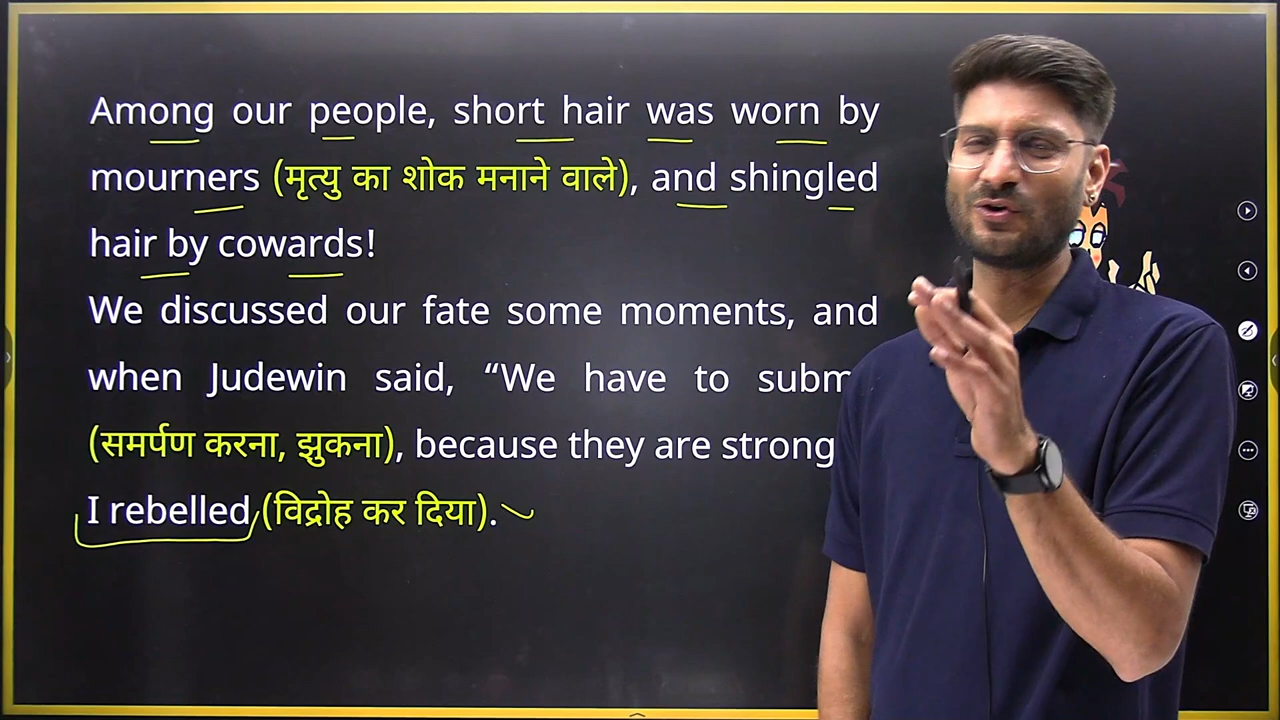 Among our people, short hair was worn by
mourners (मृत्यु का शोक मनाने वाले), and shingled
hair by cowards!
We discussed our fate some moments, and
when Judewin said, “We have to subm
(समर्पण करना, झुकना), because they are strong
I rebelled (विद्रोह कर दिया).